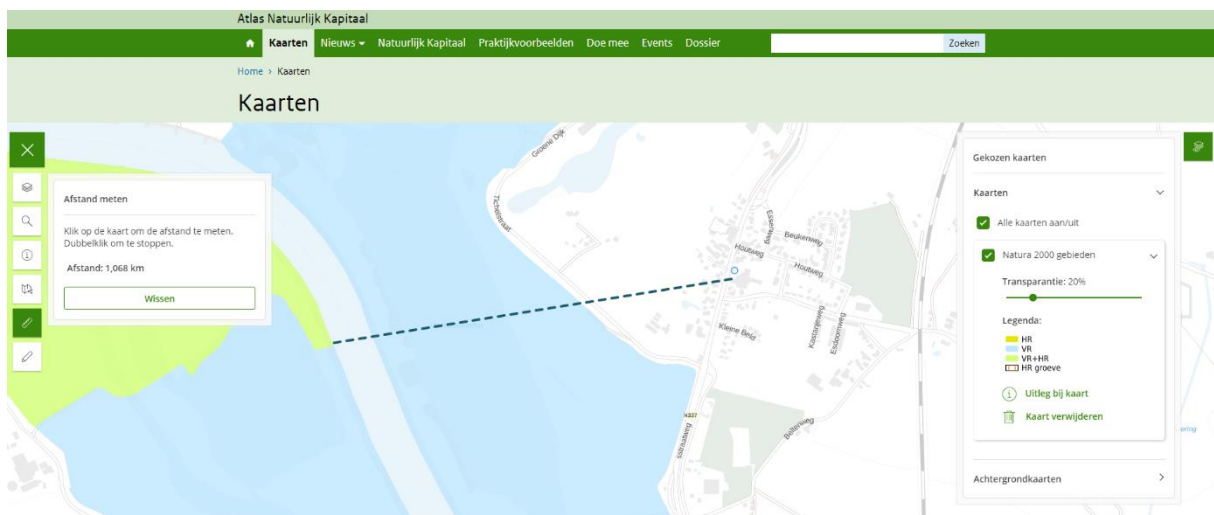 Atlas Natuurlijk Kapitaal
Kaarten Nieuws Natuurlijk Kapitaal Praktijkvoorbeelden Doe mee Events Dossier Zoeken
Home > Kaarten
Kaarten
Afstand meten
Klik op de kaart om de afstand te meten.
Dubbelklik om te stoppen.
Afstand: 1,068 km
Wissen
Groene Dijk
Tichelstraat
Beukenweg
Houtweg
Houtweg
Kleine Beld
Kastanjeweg
Esdoornweg
N337
Bellerweg
Gekozen kaarten
Kaarten
Alle kaarten aan/uit
Natura 2000 gebieden
Transparantie: 20%
Legenda:
HR
VR
VR+HR
HR groeve
Uitleg bij kaart
Kaart verwijderen
Achtergrondkaarten